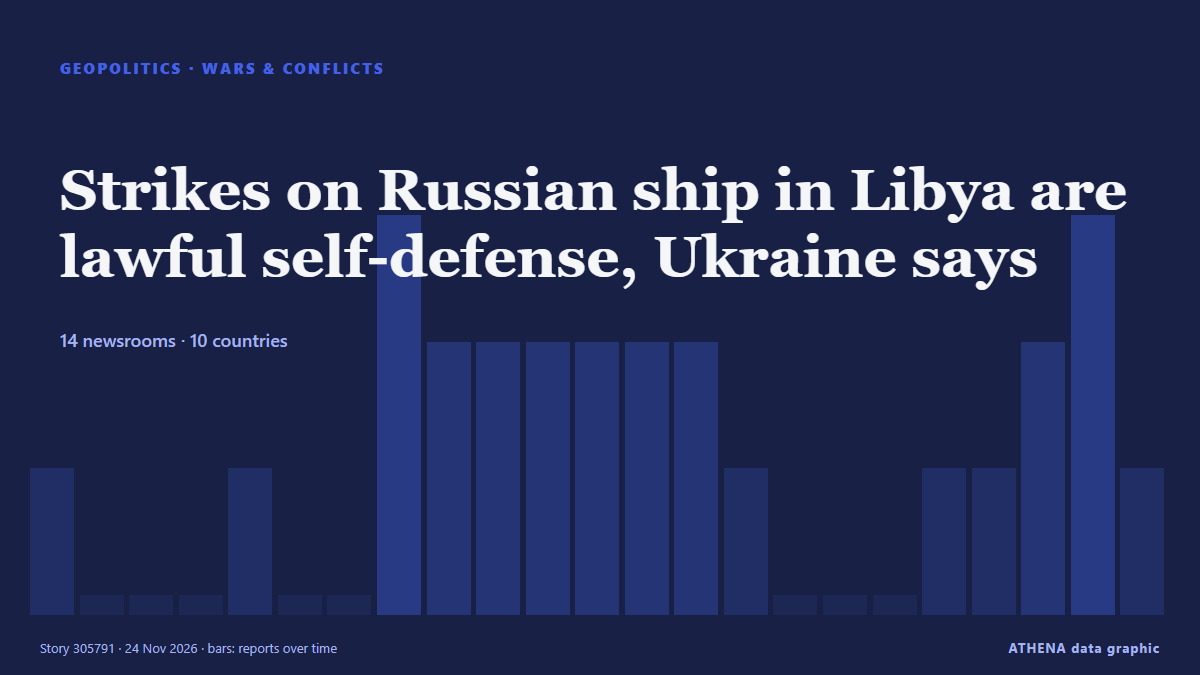 GEOPOLITICS · WARS & CONFLICTS
Strikes on Russian ship in Libya are
lawful self-defense, Ukraine says
14 newsrooms · 10 countries
Story 305791 · 24 Nov 2026 · bars: reports over time
ATHENA data graphic